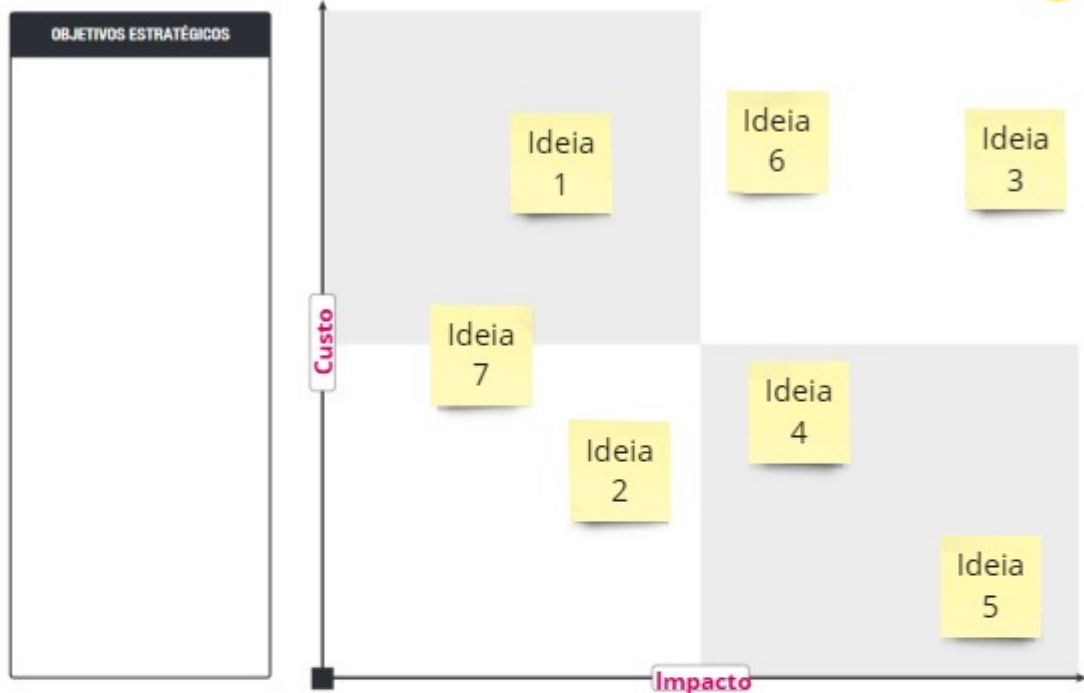 OBJETIVOS ESTRATÉGICOS
Ideia
1
Ideia
6
Ideia
3
Custo
Ideia
7
Ideia
4
Ideia
2
Ideia
5
Impacto